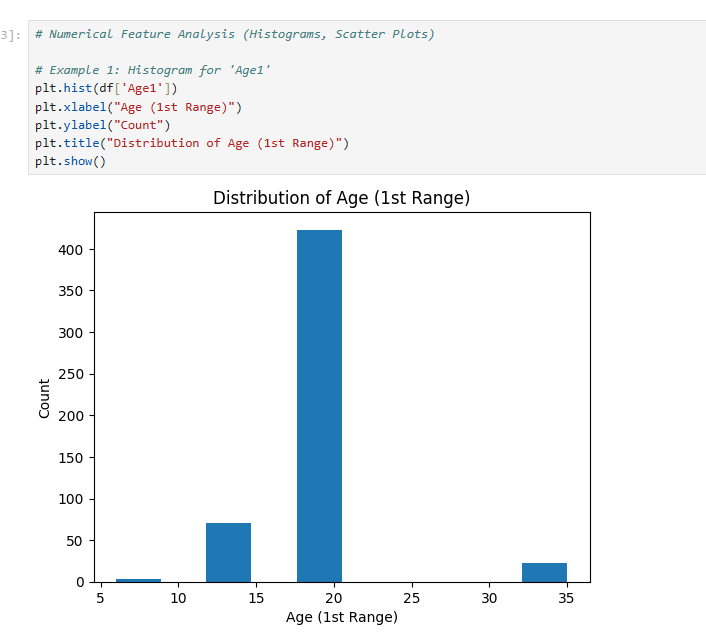 3]:
# Numerical Feature Analysis (Histograms, Scatter Plots)
# Example 1: Histogram for 'Age1'
plt.hist(df['Age1'])
plt.xlabel("Age (1st Range)")
plt.ylabel("Count")
plt.title("Distribution of Age (1st Range)")
plt.show()
Distribution of Age (1st Range)
Count
400
350
300
250
200
150
100
50
0
5 10 15 20 25 30 35
Age (1st Range)